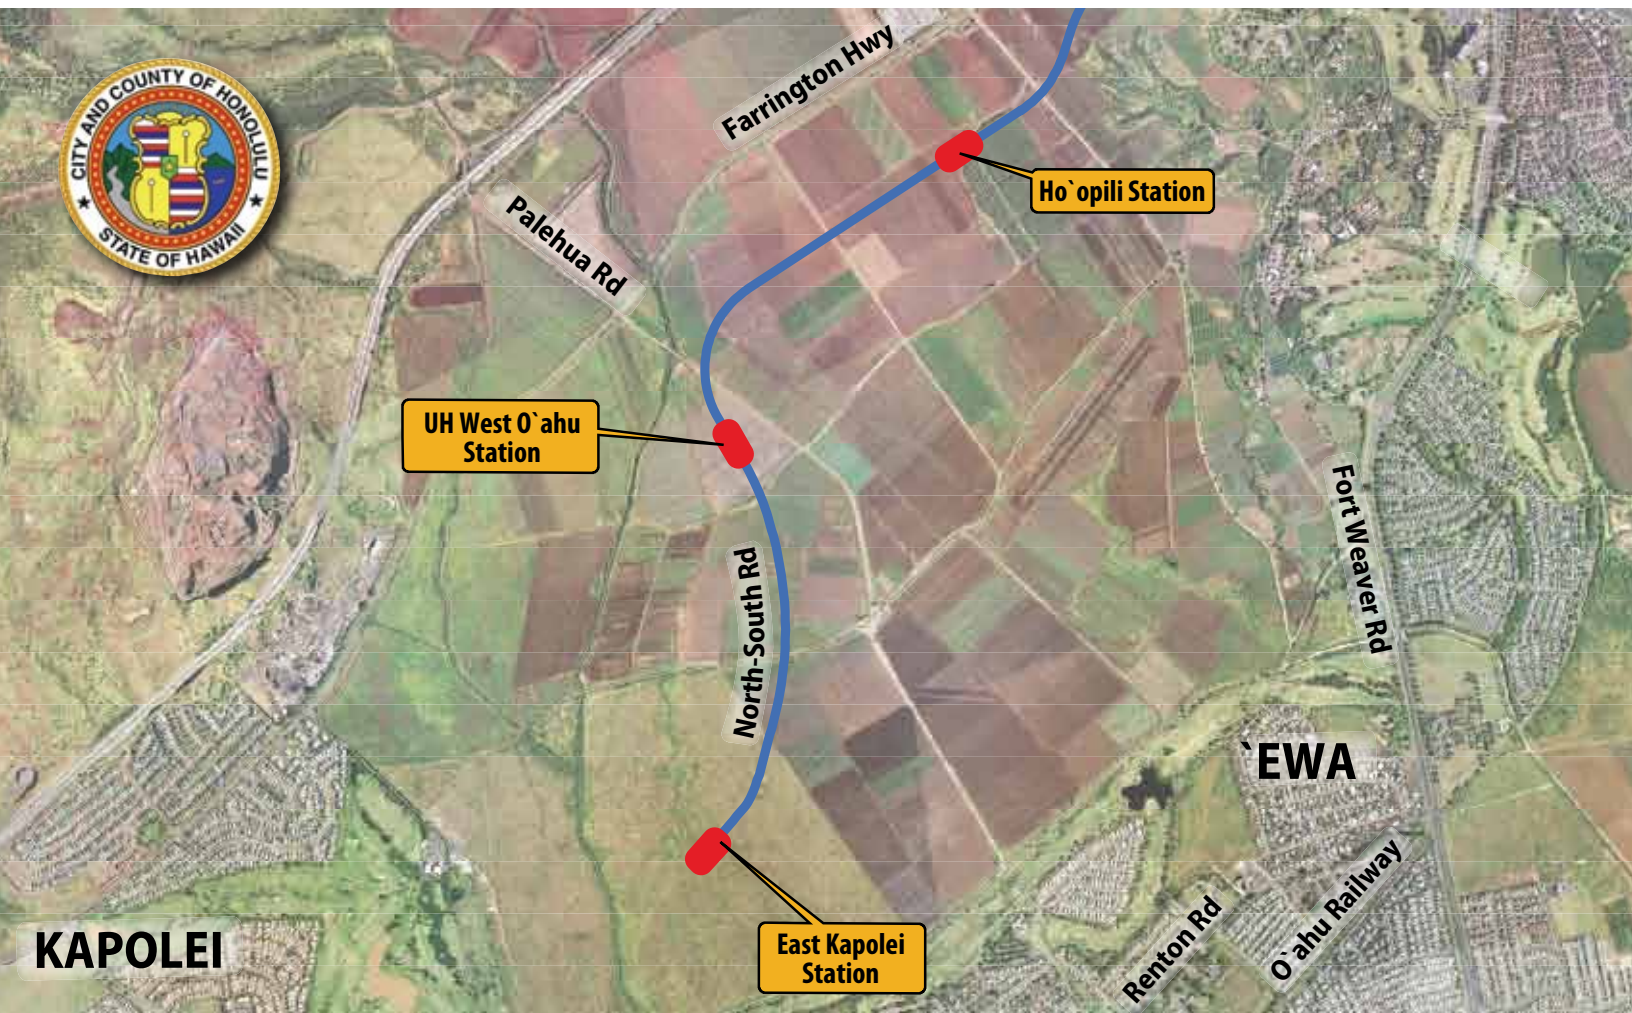 CITY AND COUNTY OF HONOLULU
STATE OF HAWAII
Farrington Hwy
Palehua Rd
Ho`opili Station
UH West O`ahu
Station
North-South Rd
Fort Weaver Rd
`EWA
East Kapolei
Station
KAPOLEI
Renton Rd
O`ahu Railway